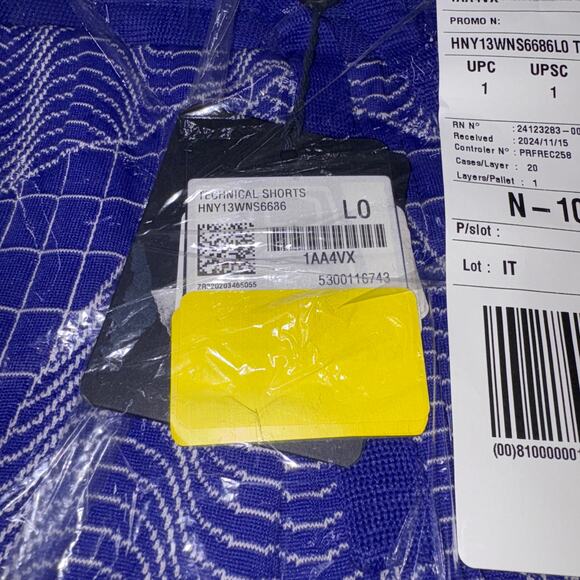 TECHNICAL SHORTS
HNY13WNS6686
L0
1AA4VX
5300116743
1AA4VX
PROMO N:
HNY13WNS6686L0 T
UPC UPSC
1 1
RN N° : 24123283-00
Received : 2024/11/15
Controler N° : PRFREC258
Cases/Layer : 20
Layers/Pallet : 1
N-10
P/slot :
Lot : IT
(00)81000000